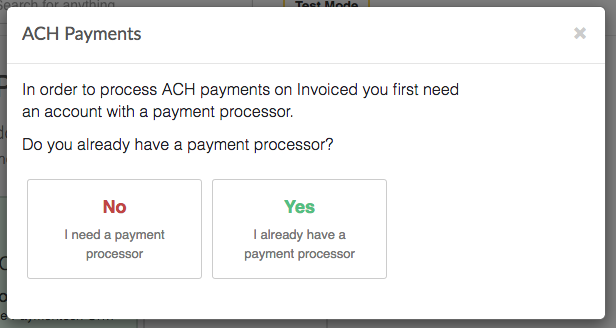 Search for anything
Test Mode
ACH Payments
×
In order to process ACH payments on Invoiced you first need
an account with a payment processor.
Do you already have a payment processor?
No
I need a payment
processor
Yes
I already have a
payment processor